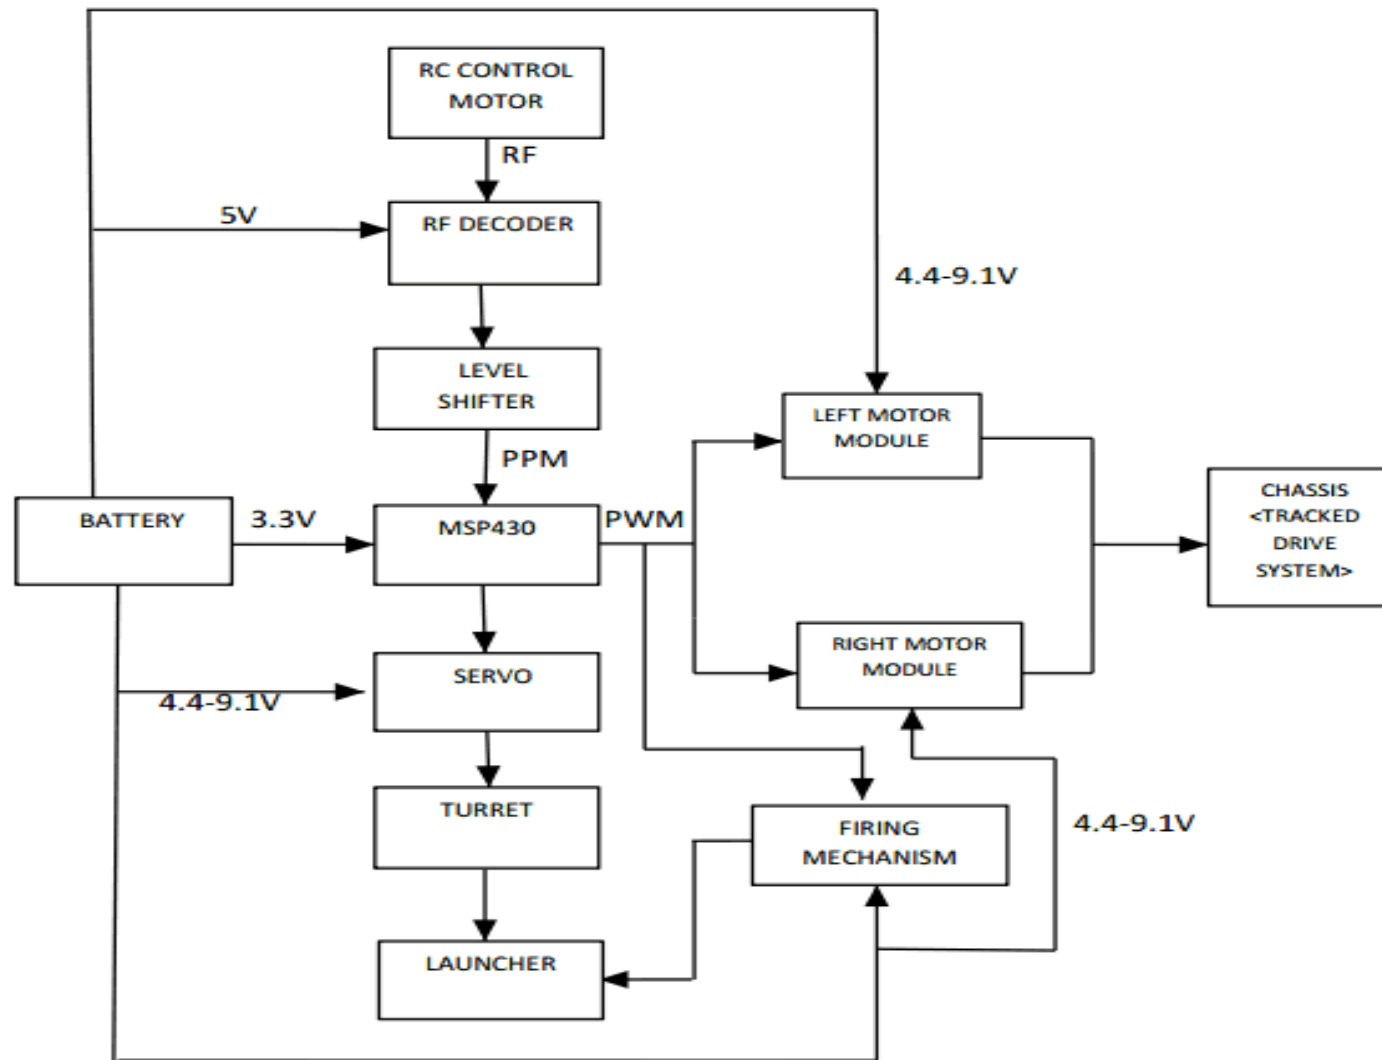 RC CONTROL
MOTOR
RF
5V
RF DECODER
4.4-9.1V
LEVEL
SHIFTER
LEFT MOTOR
MODULE
PPM
CHASSIS
<TRACKED
DRIVE
SYSTEM>
BATTERY
3.3V
MSP430
PWM
RIGHT MOTOR
MODULE
SERVO
4.4-9.1V
TURRET
FIRING
MECHANISM
4.4-9.1V
LAUNCHER